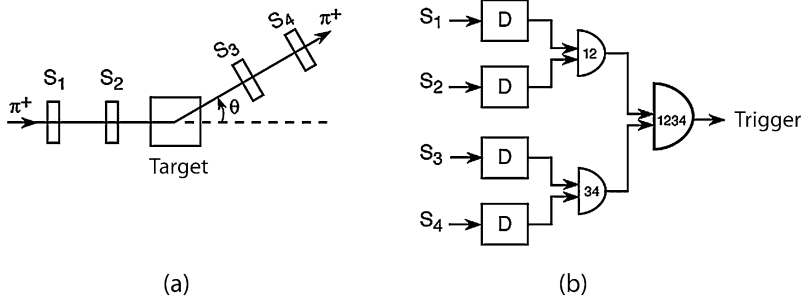 S₁
S₂
S₃
S₄
π⁺
π⁺
θ
Target
(a)
S₁ D
S₂ D
12
S₃ D
S₄ D
34
1234
Trigger
(b)